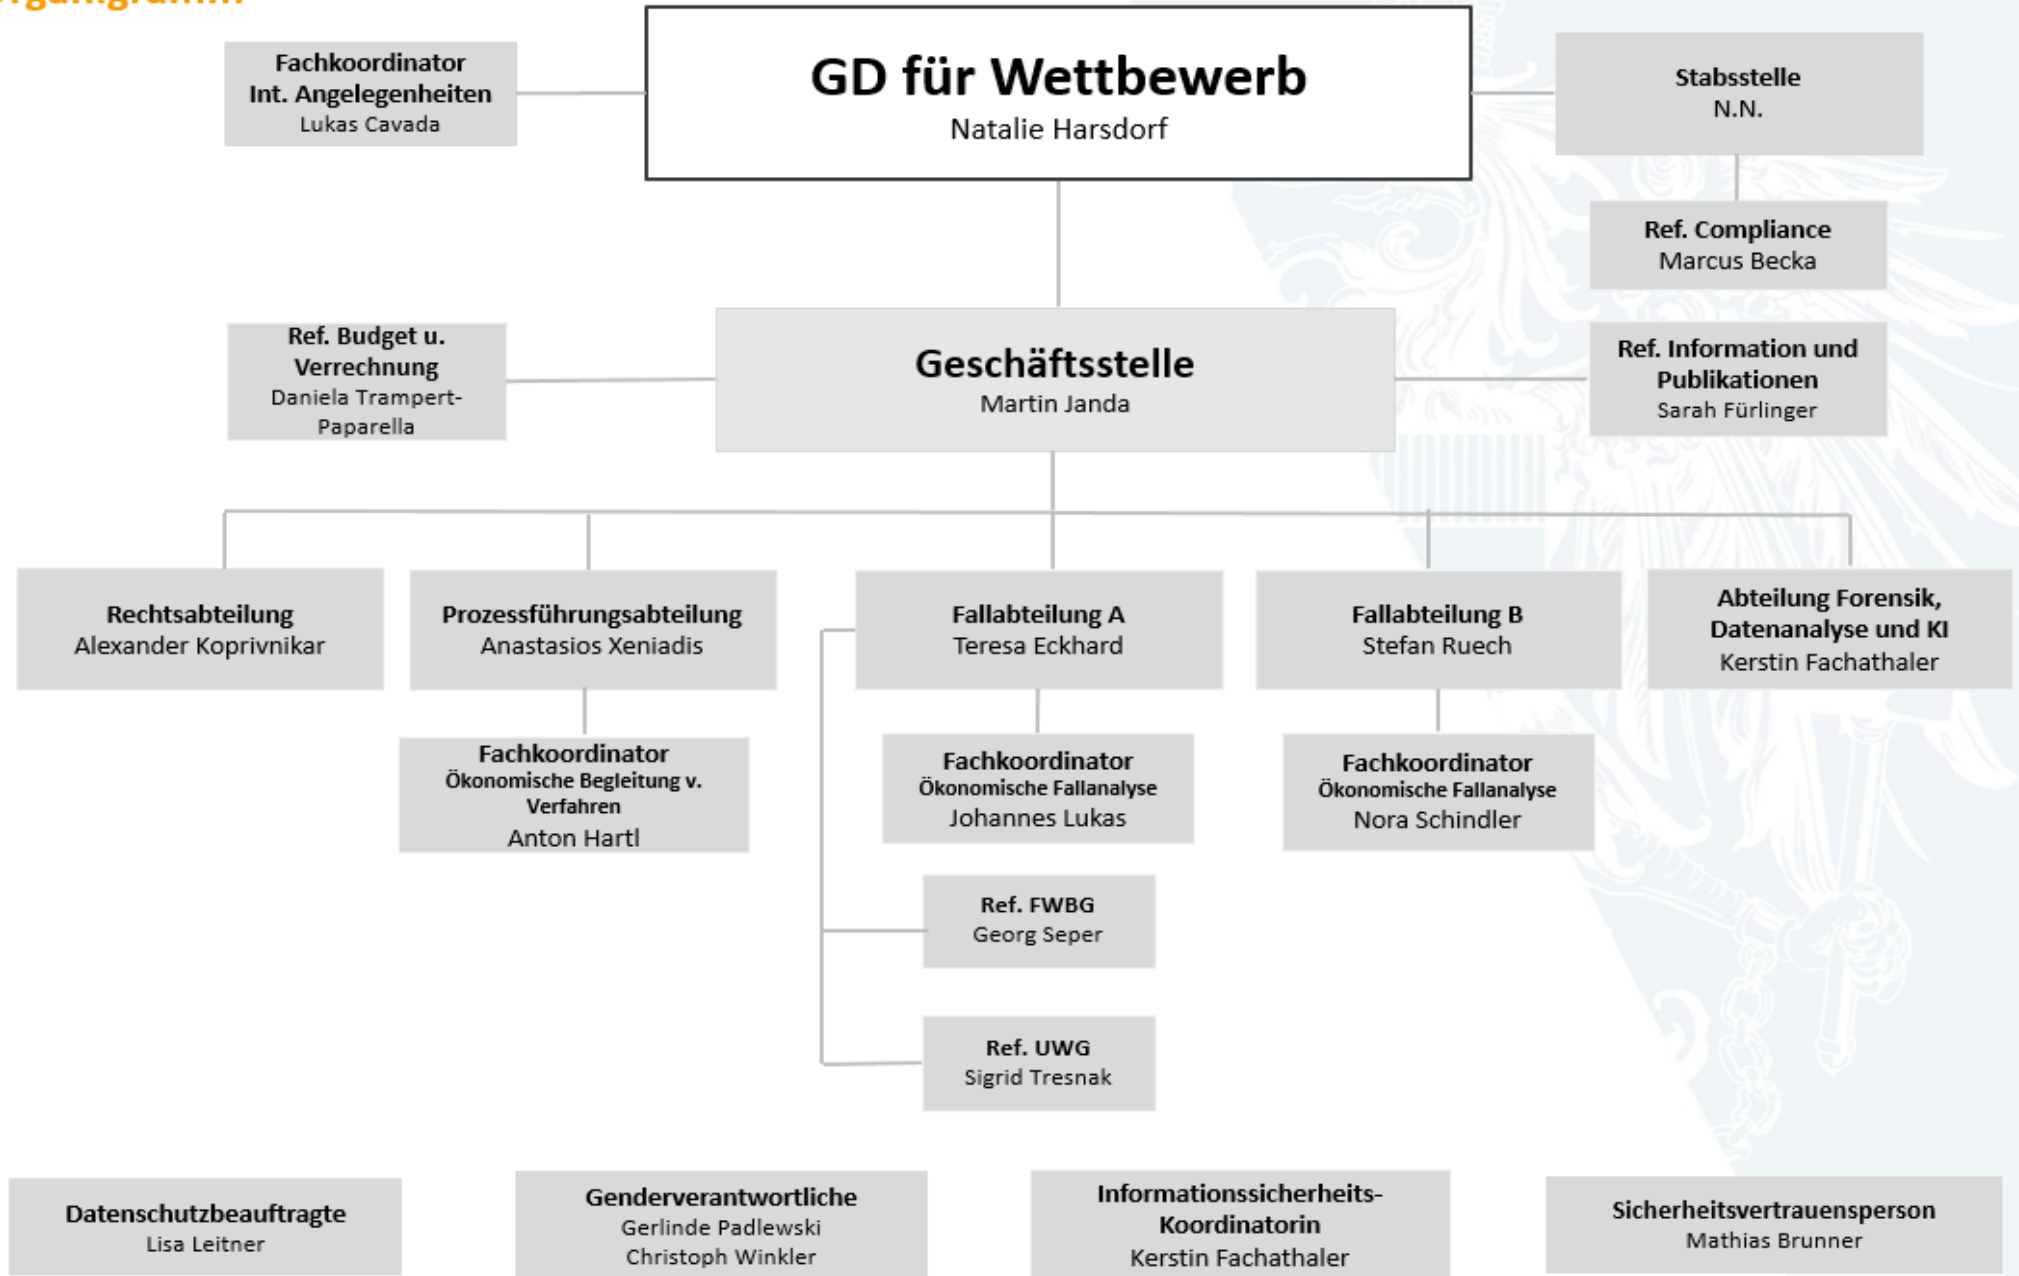 Organigramm
Fachkoordinator
Int. Angelegenheiten
Lukas Cavada
GD für Wettbewerb
Natalie Harsdorf
Stabsstelle
N.N.
Ref. Compliance
Marcus Becka
Ref. Budget u.
Verrechnung
Daniela Trampert-
Paparella
Geschäftsstelle
Martin Janda
Ref. Information und
Publikationen
Sarah Fürlinger
Rechtsabteilung
Alexander Koprivnikar
Prozessführungsabteilung
Anastasios Xeniadis
Fallabteilung A
Teresa Eckhard
Fallabteilung B
Stefan Ruech
Abteilung Forensik,
Datenanalyse und KI
Kerstin Fachathaler
Fachkoordinator
Ökonomische Begleitung v.
Verfahren
Anton Hartl
Fachkoordinator
Ökonomische Fallanalyse
Johannes Lukas
Fachkoordinator
Ökonomische Fallanalyse
Nora Schindler
Ref. FWBG
Georg Seper
Ref. UWG
Sigrid Tresnak
Datenschutzbeauftragte
Lisa Leitner
Genderverantwortliche
Gerlinde Padlewski
Christoph Winkler
Informationssicherheits-
Koordinatorin
Kerstin Fachathaler
Sicherheitsvertrauensperson
Mathias Brunner